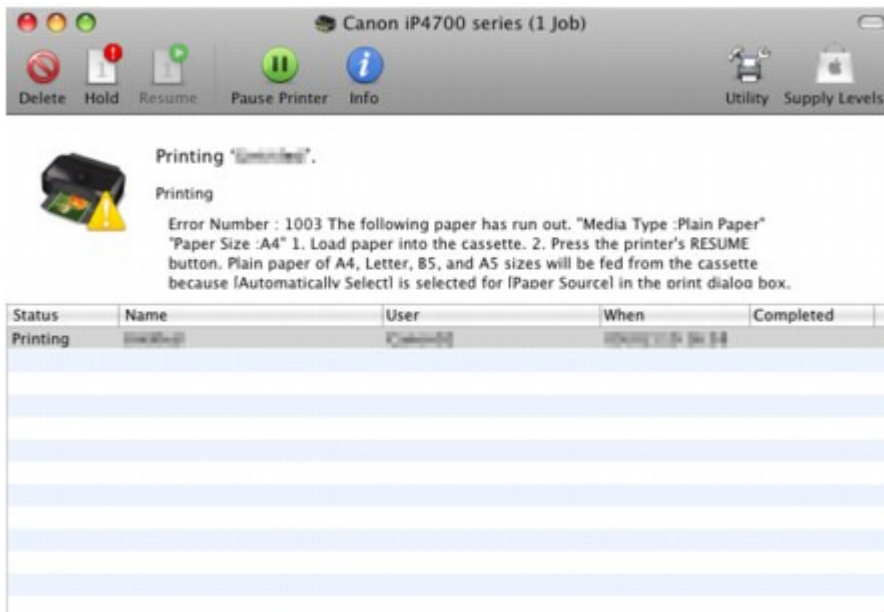 Canon iP4700 series (1 Job)
Delete Hold Resume Pause Printer Info Utility Supply Levels
Printing "
Printing
Error Number : 1003 The following paper has run out. "Media Type :Plain Paper"
"Paper Size :A4" 1. Load paper into the cassette. 2. Press the printer's RESUME
button. Plain paper of A4, Letter, B5, and A5 sizes will be fed from the cassette
because [Automatically Select] is selected for [Paper Source] in the print dialog box.
Status Name User When Completed
Printing